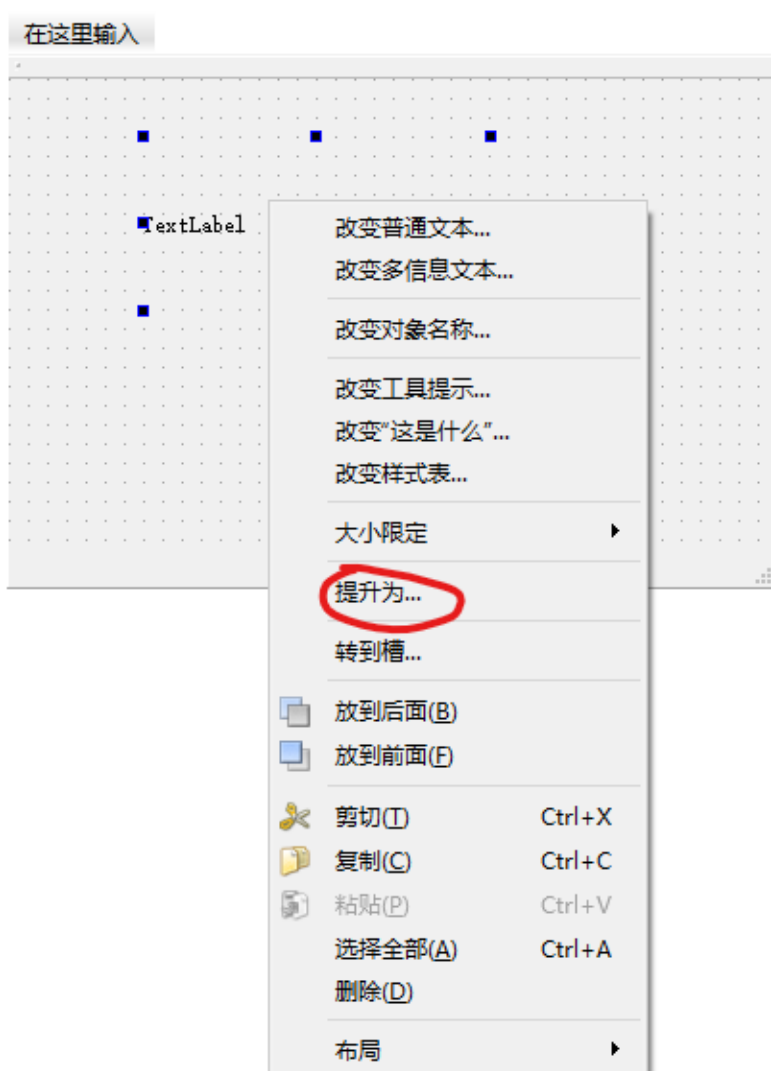 在这里输入
TextLabel
改变普通文本...
改变多信息文本...
改变对象名称...
改变工具提示...
改变“这是什么”...
改变样式表...
大小限定
提升为...
转到槽...
放到后面(B)
放到前面(F)
剪切(T) Ctrl+X
复制(C) Ctrl+C
粘贴(P) Ctrl+V
选择全部(A) Ctrl+A
删除(D)
布局